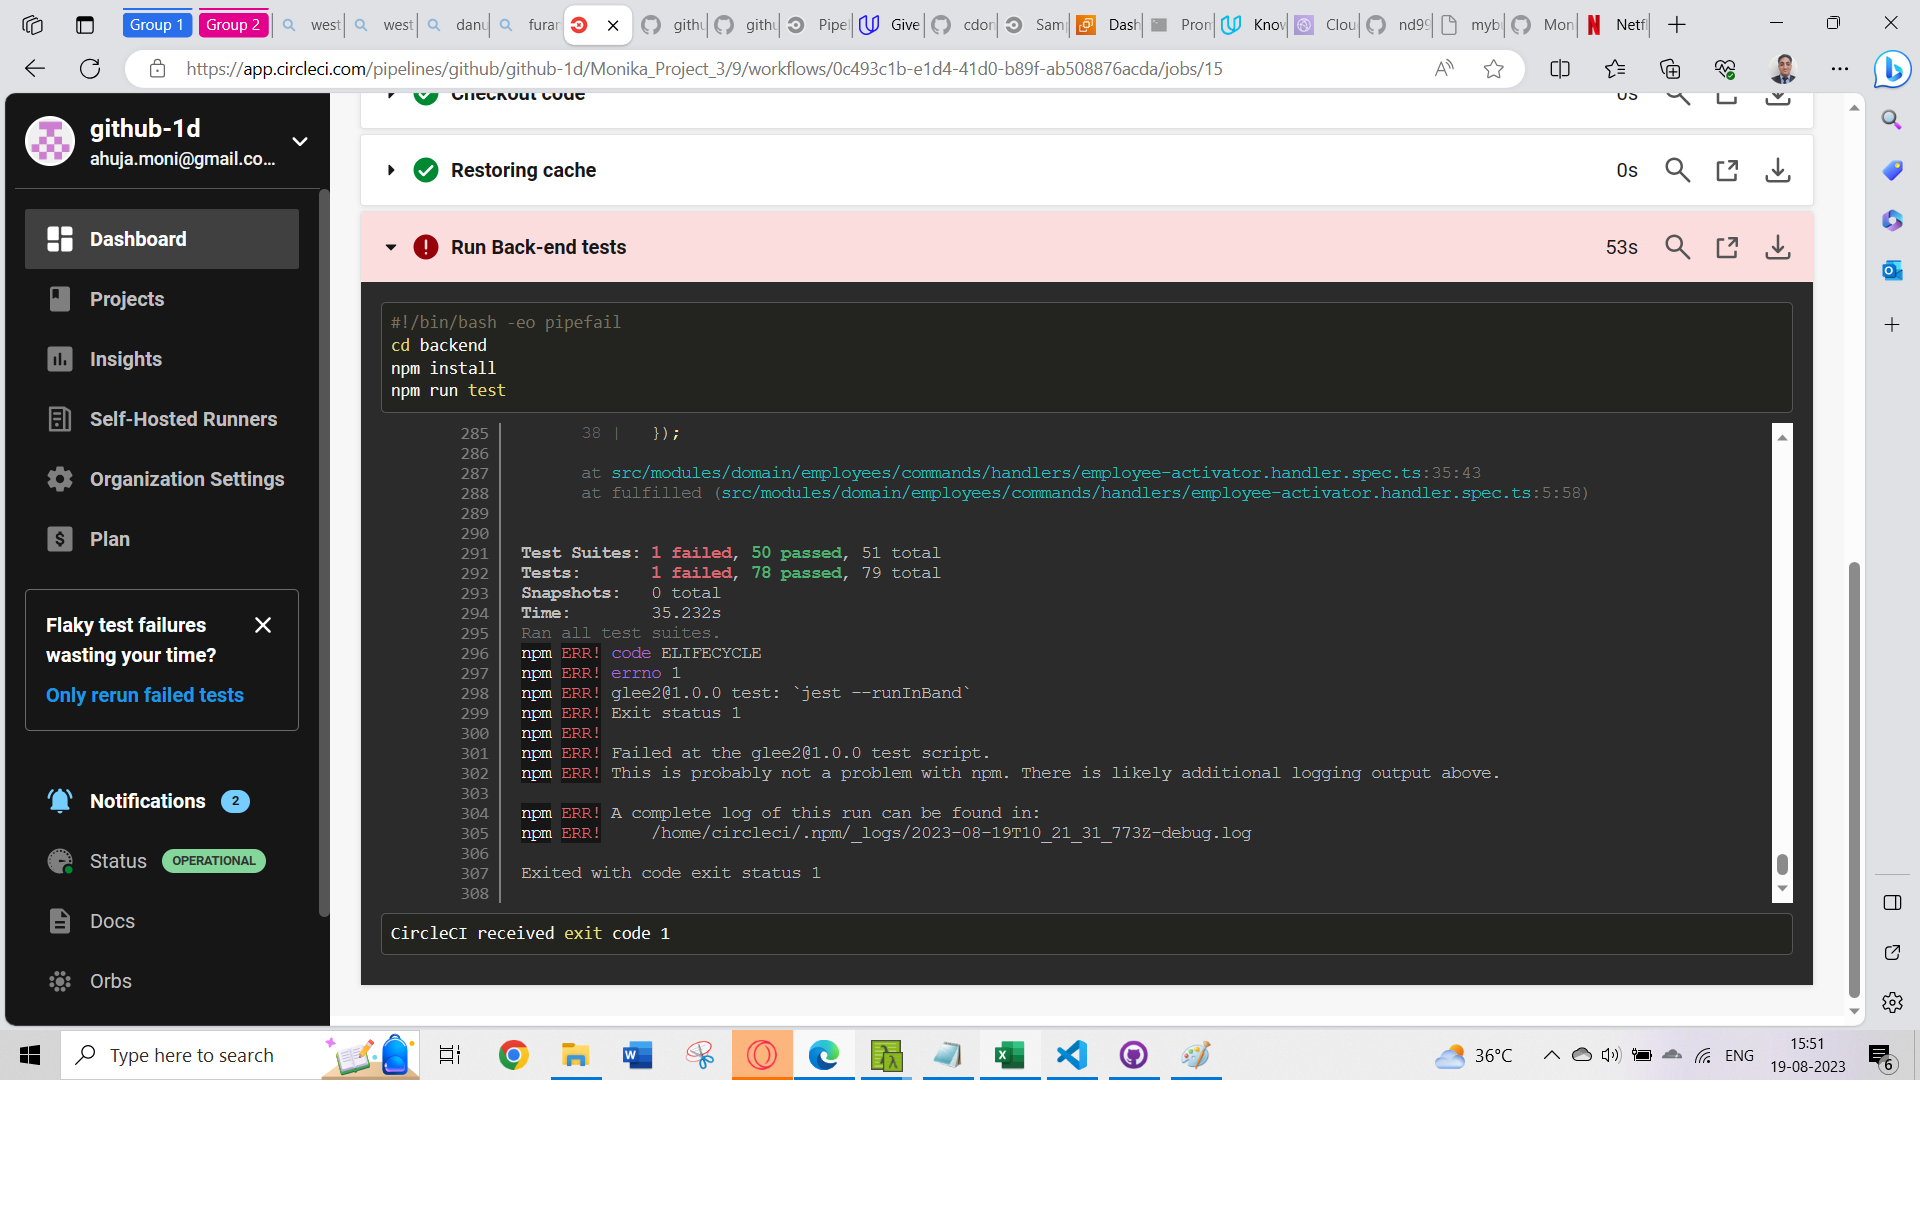 Group 1
Group 2
west
west
danu
furar
githu
githu
Pipel
Give
cdor
Sam
Dash
Pron
Knov
Clou
nd99
mybu
Mon
Netfl
https://app.circleci.com/pipelines/github/github-1d/Monika_Project_3/9/workflows/0c493c1b-e1d4-41d0-b89f-ab508876acda/jobs/15
github-1d
ahuja.moni@gmail.co...
Dashboard
Projects
Insights
Self-Hosted Runners
Organization Settings
Plan
Flaky test failures
wasting your time?
Only rerun failed tests
Notifications 2
Status OPERATIONAL
Docs
Orbs
Checkout code 0s
Restoring cache 0s
Run Back-end tests 53s
#!/bin/bash -eo pipefail
cd backend
npm install
npm run test
285 38 | });
286
287 at src/modules/domain/employees/commands/handlers/employee-activator.handler.spec.ts:35:43
288 at fulfilled (src/modules/domain/employees/commands/handlers/employee-activator.handler.spec.ts:5:58)
289
290
291 Test Suites: 1 failed, 50 passed, 51 total
292 Tests: 1 failed, 78 passed, 79 total
293 Snapshots: 0 total
294 Time: 35.232s
295 Ran all test suites.
296 npm ERR! code ELIFECYCLE
297 npm ERR! errno 1
298 npm ERR! glee2@1.0.0 test: `jest --runInBand`
299 npm ERR! Exit status 1
300 npm ERR!
301 npm ERR! Failed at the glee2@1.0.0 test script.
302 npm ERR! This is probably not a problem with npm. There is likely additional logging output above.
303
304 npm ERR! A complete log of this run can be found in:
305 npm ERR! /home/circleci/.npm/_logs/2023-08-19T10_21_31_773Z-debug.log
306
307 Exited with code exit status 1
308
CircleCI received exit code 1
Type here to search
36°C
ENG
15:51
19-08-2023
6